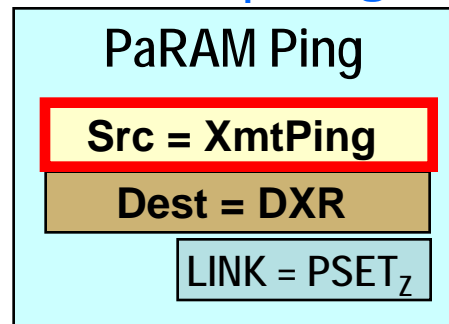 PaRAM Ping
Src = XmtPing
Dest = DXR
LINK = PSETZ